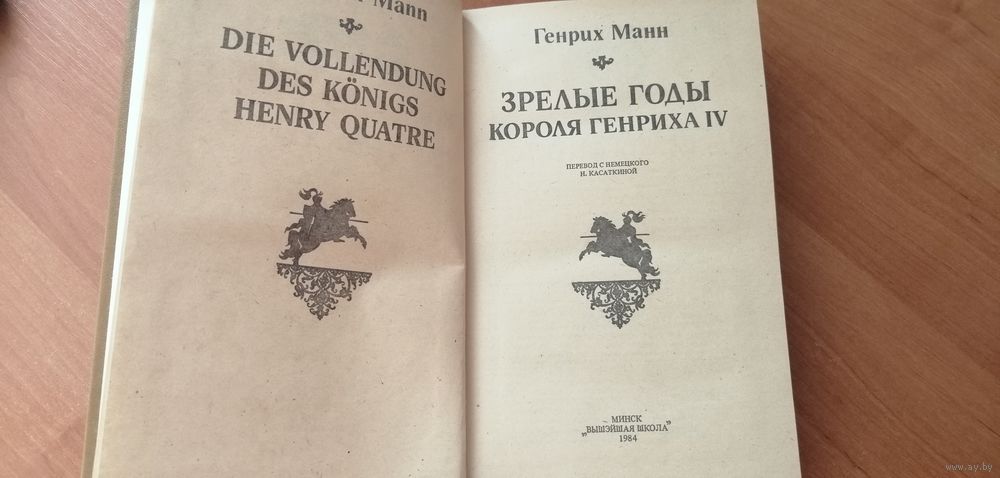 Mann
DIE VOLLENDUNG
DES KÖNIGS
HENRY QUATRE
Генрих Манн
ЗРЕЛЫЕ ГОДЫ
КОРОЛЯ ГЕНРИХА IV
ПЕРЕВОД С НЕМЕЦКОГО
Н. КАСАТКИНОЙ
МИНСК
„ВЫШЭЙШАЯ ШКОЛА"
1984
www.ay.by